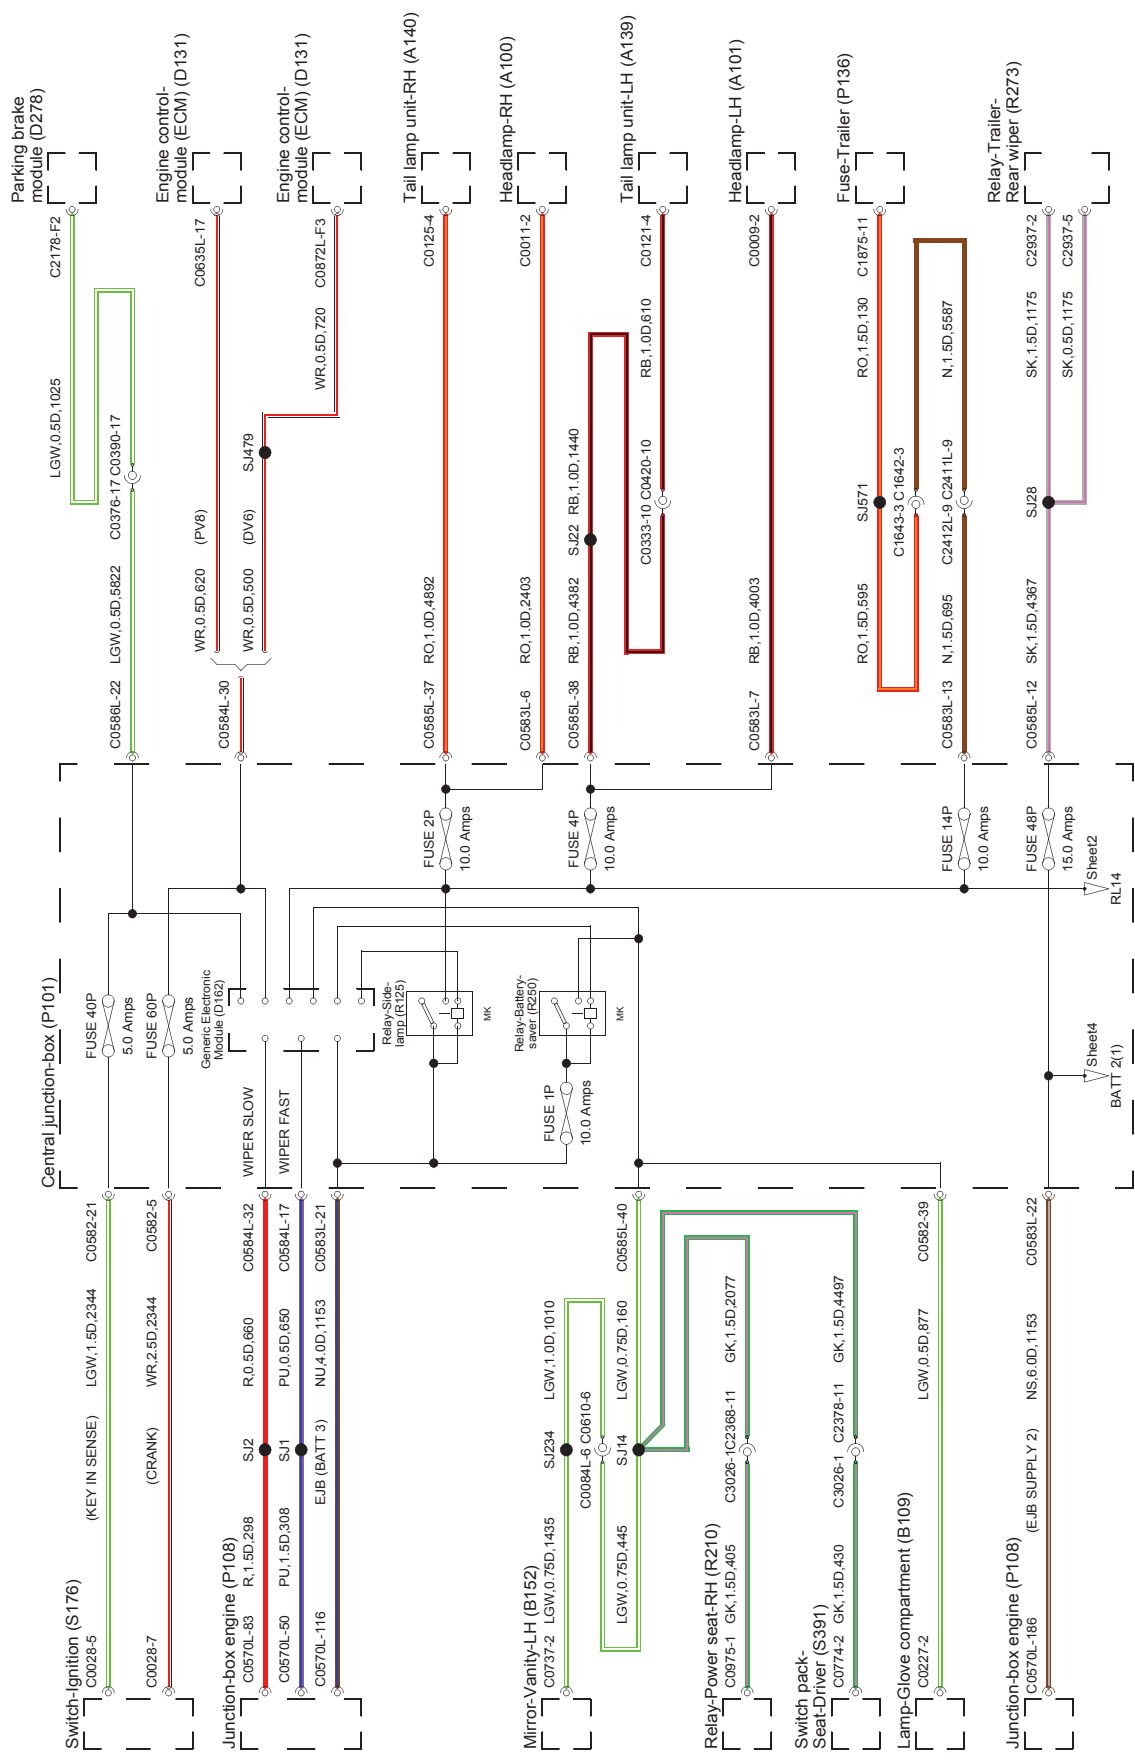 Parking brake
module (D278)
C2178-F2
LGW,0.5D,1025
C0376-17 C0390-17
LGW,0.5D,5822
C0586L-22
Engine control-
module (ECM) (D131)
C0635L-17
(PV8)
WR,0.5D,620
Engine control-
module (ECM) (D131)
C0872L-F3
WR,0.5D,720
SJ479
(DV6)
WR,0.5D,500
C0584L-30
Tail lamp unit-RH (A140)
C0125-4
RO,1.0D,4892
C0585L-37
Headlamp-RH (A100)
C0011-2
RO,1.0D,2403
C0583L-6
Tail lamp unit-LH (A139)
C0121-4
RB,1.0D,610
C0333-10 C0420-10
RB,1.0D,1440
SJ22
RB,1.0D,4382
C0585L-38
Headlamp-LH (A101)
C0009-2
RB,1.0D,4003
C0583L-7
Fuse-Trailer (P136)
C1875-11
RO,1.5D,130
SJ571
C1643-3 C1642-3
RO,1.5D,595
N,1.5D,5587
C2412L-9 C2411L-9
N,1.5D,695
C0583L-13
Relay-Trailer-
Rear wiper (R273)
C2937-2
C2937-5
SK,1.5D,1175
SK,0.5D,1175
SJ28
SK,1.5D,4367
C0585L-12
Central junction-box (P101)
FUSE 40P
5.0 Amps
FUSE 60P
5.0 Amps
Generic Electronic
Module (D162)
WIPER SLOW
WIPER FAST
Relay-Side-
lamp (R125)
MK
Relay-Battery-
saver (R250)
MK
FUSE 1P
10.0 Amps
FUSE 2P
10.0 Amps
FUSE 4P
10.0 Amps
FUSE 14P
10.0 Amps
FUSE 48P
15.0 Amps
Sheet2
RL14
Sheet4
BATT 2(1)
Switch-Ignition (S176)
C0028-5
(KEY IN SENSE)
LGW,1.5D,2344
C0582-21
C0028-7
(CRANK)
WR,2.5D,2344
C0582-5
Junction-box engine (P108)
C0570L-83
R,1.5D,298
SJ2
R,0.5D,660
C0584L-32
C0570L-50
PU,1.5D,308
SJ1
PU,0.5D,650
C0584L-17
C0570L-116
EJB (BATT 3)
NU,4.0D,1153
C0583L-21
Mirror-Vanity-LH (B152)
C0737-2
LGW,0.75D,1435
SJ234
LGW,1.0D,1010
C0084L-6 C0610-6
LGW,0.75D,445
SJ14
LGW,0.75D,160
C0585L-40
Relay-Power seat-RH (R210)
C0975-1
GK,1.5D,405
C3026-1C2368-11
GK,1.5D,2077
Switch pack-
Seat-Driver (S391)
C0774-2
GK,1.5D,430
C3026-1 C2378-11
GK,1.5D,4497
Lamp-Glove compartment (B109)
C0227-2
LGW,0.5D,877
C0582-39
Junction-box engine (P108)
C0570L-186
(EJB SUPPLY 2)
NS,6.0D,1153
C0583L-22